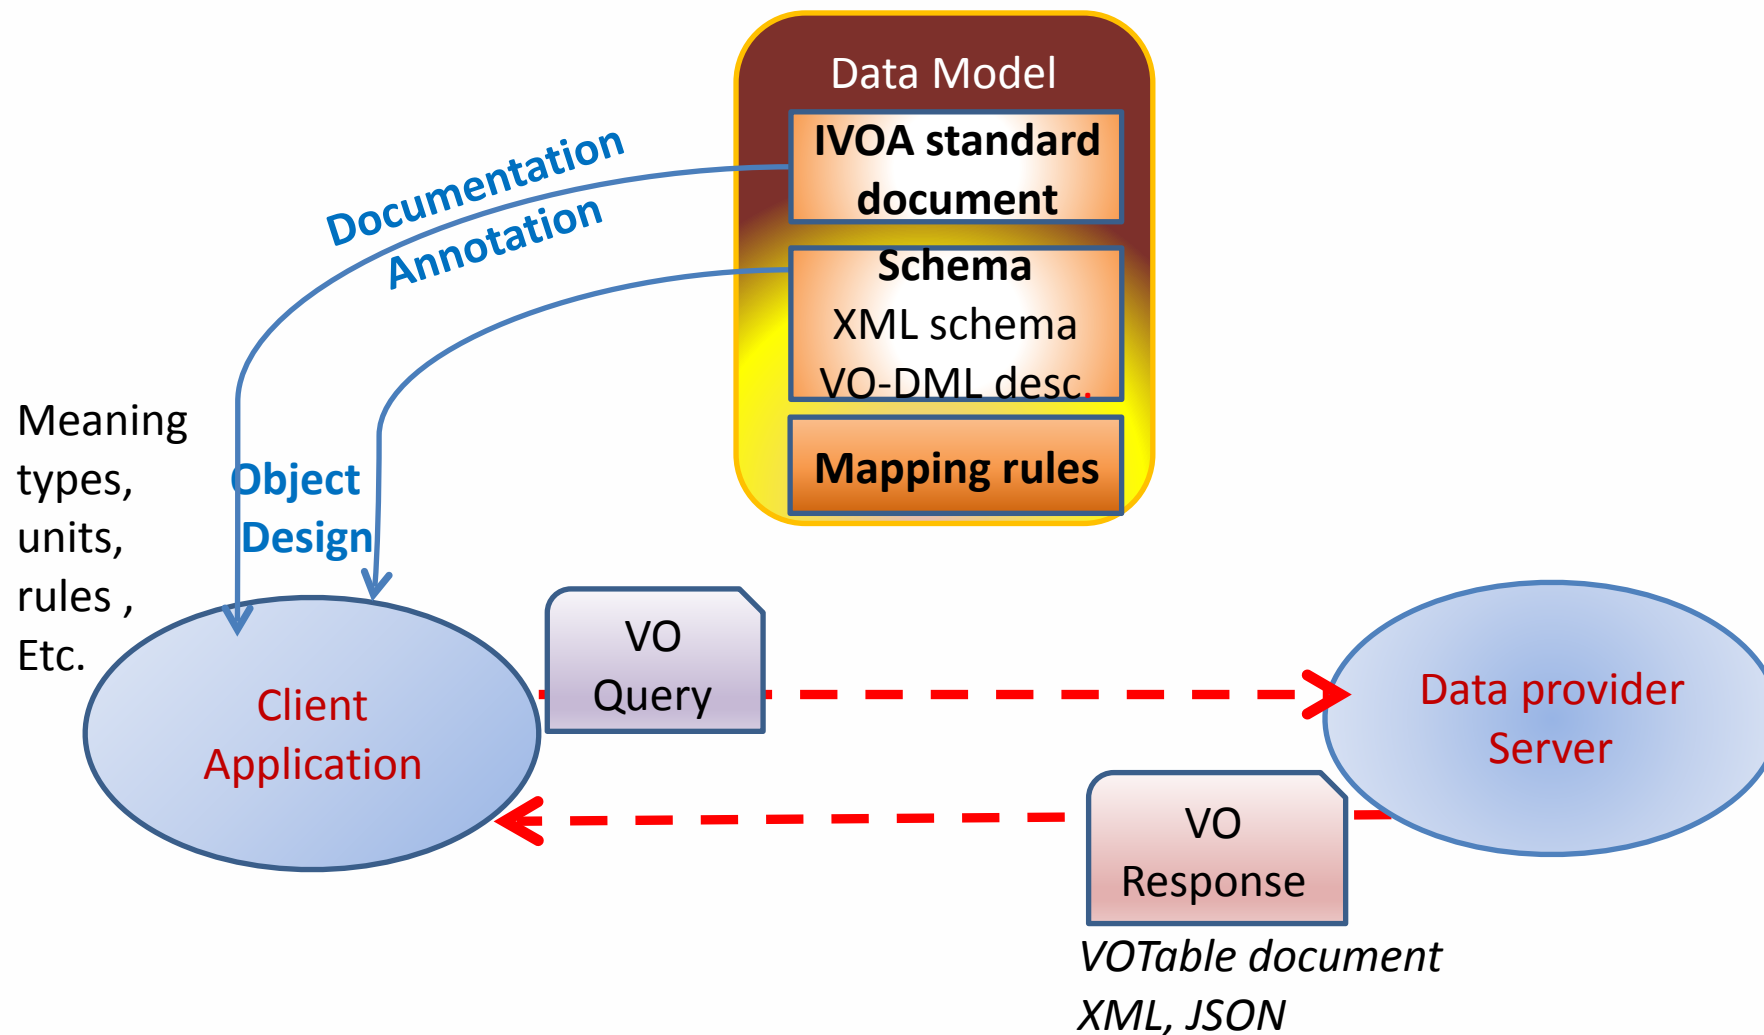 Data Model
IVOA standard
document
Schema
XML schema
VO-DML desc.
Mapping rules
Documentation
Annotation
Meaning
types,
units,
rules ,
Etc.
Object
Design
VO
Query
Client
Application
Data provider
Server
VO
Response
VOTable document
XML, JSON